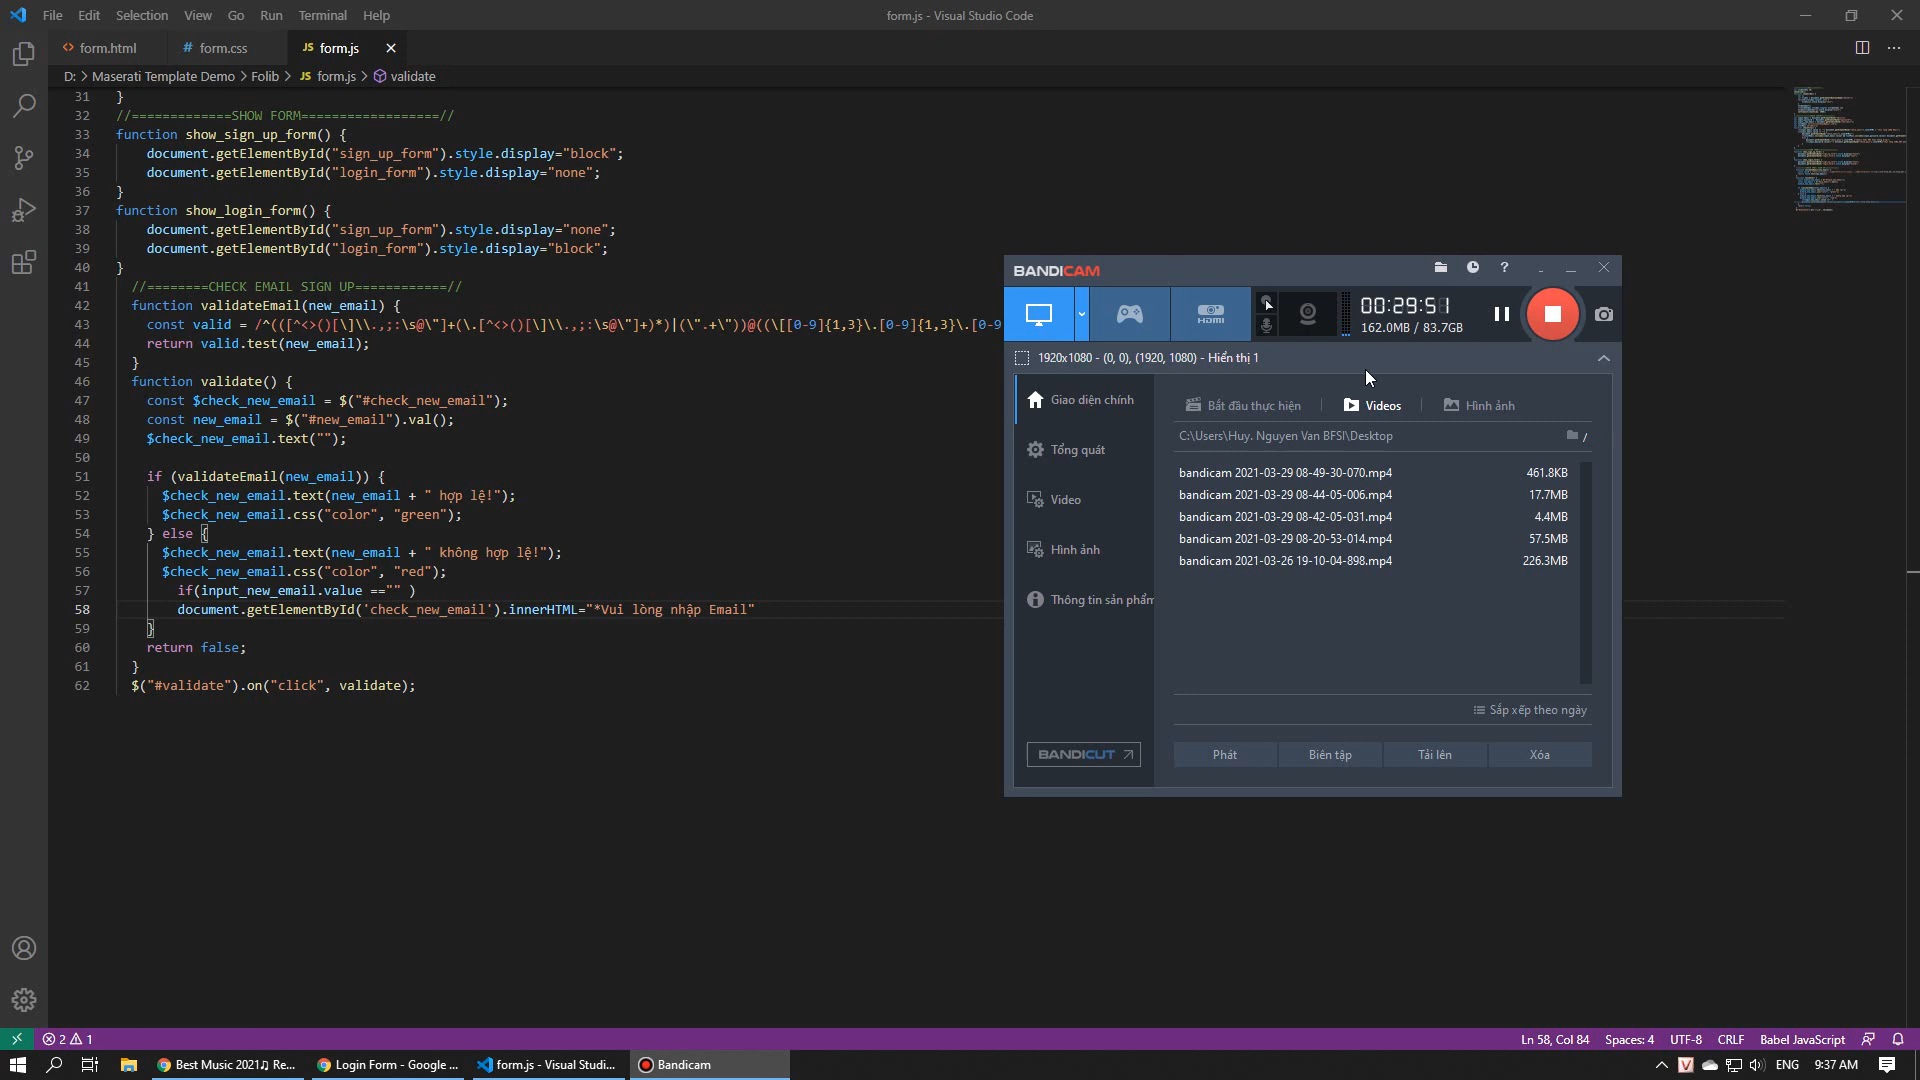 File Edit Selection View Go Run Terminal Help
form.js - Visual Studio Code
form.html
form.css
JS form.js
D: > Maserati Template Demo > Folib > JS form.js > validate
31 }
32 //=============SHOW FORM==================//
33 function show_sign_up_form() {
34 document.getElementById("sign_up_form").style.display="block";
35 document.getElementById("login_form").style.display="none";
36 }
37 function show_login_form() {
38 document.getElementById("sign_up_form").style.display="none";
39 document.getElementById("login_form").style.display="block";
40 }
41 //========CHECK EMAIL SIGN UP============//
42 function validateEmail(new_email) {
43 const valid = /^(([^<>()[\]\\.,;:\s@\"]+(\.[^<>()[\]\\.,;:\s@\"]+)*)|(\".+\"))@((\[[0-9]{1,3}\.[0-9]{1,3}\.[0-9
44 return valid.test(new_email);
45 }
46 function validate() {
47 const $check_new_email = $("#check_new_email");
48 const new_email = $("#new_email").val();
49 $check_new_email.text("");
50
51 if (validateEmail(new_email)) {
52 $check_new_email.text(new_email + " hợp lệ!");
53 $check_new_email.css("color", "green");
54 } else {
55 $check_new_email.text(new_email + " không hợp lệ!");
56 $check_new_email.css("color", "red");
57 if(input_new_email.value =="" )
58 document.getElementById('check_new_email').innerHTML="*Vui lòng nhập Email"
59 }
60 return false;
61 }
62 $("#validate").on("click", validate);
BANDICAM
HDMI
00:29:51
162.0MB / 83.7GB
1920x1080 - (0, 0), (1920, 1080) - Hiển thị 1
Giao diện chính
Tổng quát
Video
Hình ảnh
Thông tin sản phẩm
BANDICUT
Bắt đầu thực hiện
Videos
Hình ảnh
C:\Users\Huy. Nguyen Van BFSI\Desktop
bandicam 2021-03-29 08-49-30-070.mp4 461.8KB
bandicam 2021-03-29 08-44-05-006.mp4 17.7MB
bandicam 2021-03-29 08-42-05-031.mp4 4.4MB
bandicam 2021-03-29 08-20-53-014.mp4 57.5MB
bandicam 2021-03-26 19-10-04-898.mp4 226.3MB
Sắp xếp theo ngày
Phát Biên tập Tải lên Xóa
2 1
Ln 58, Col 84 Spaces: 4 UTF-8 CRLF Babel JavaScript
Best Music 2021♫ Re...
Login Form - Google ...
form.js - Visual Studi...
Bandicam
V
ENG
9:37 AM